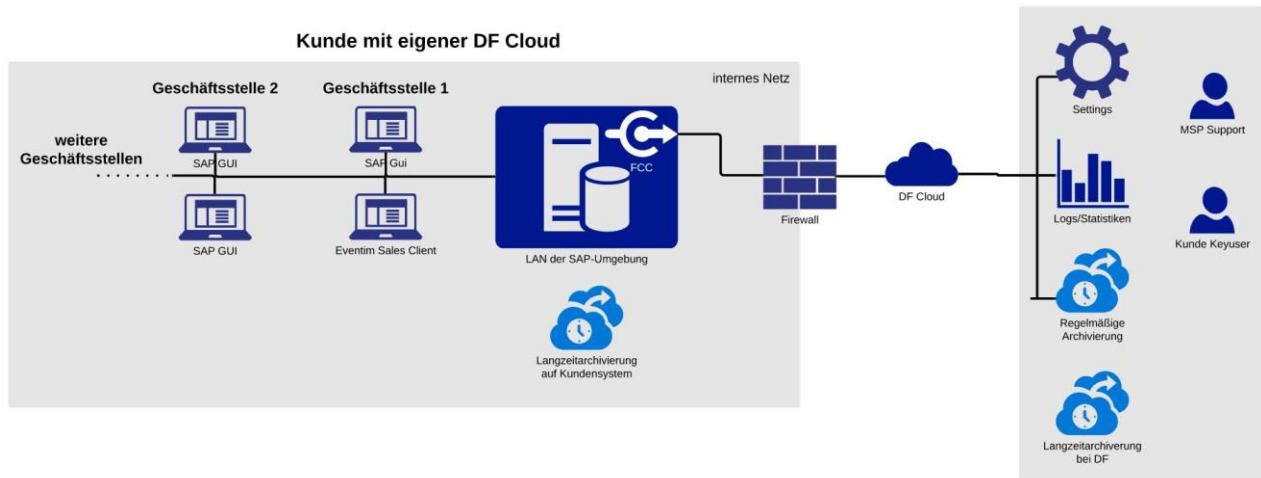 Kunde mit eigener DF Cloud
internes Netz
Geschäftsstelle 2
Geschäftsstelle 1
weitere
Geschäftsstellen
SAP GUI
SAP Gui
SAP GUI
Eventim Sales Client
FCC
LAN der SAP-Umgebung
Langzeitarchivierung
auf Kundensystem
Firewall
DF Cloud
Settings
Logs/Statistiken
Regelmäßige
Archivierung
Langzeitarchiverung
bei DF
MSP Support
Kunde Keyuser